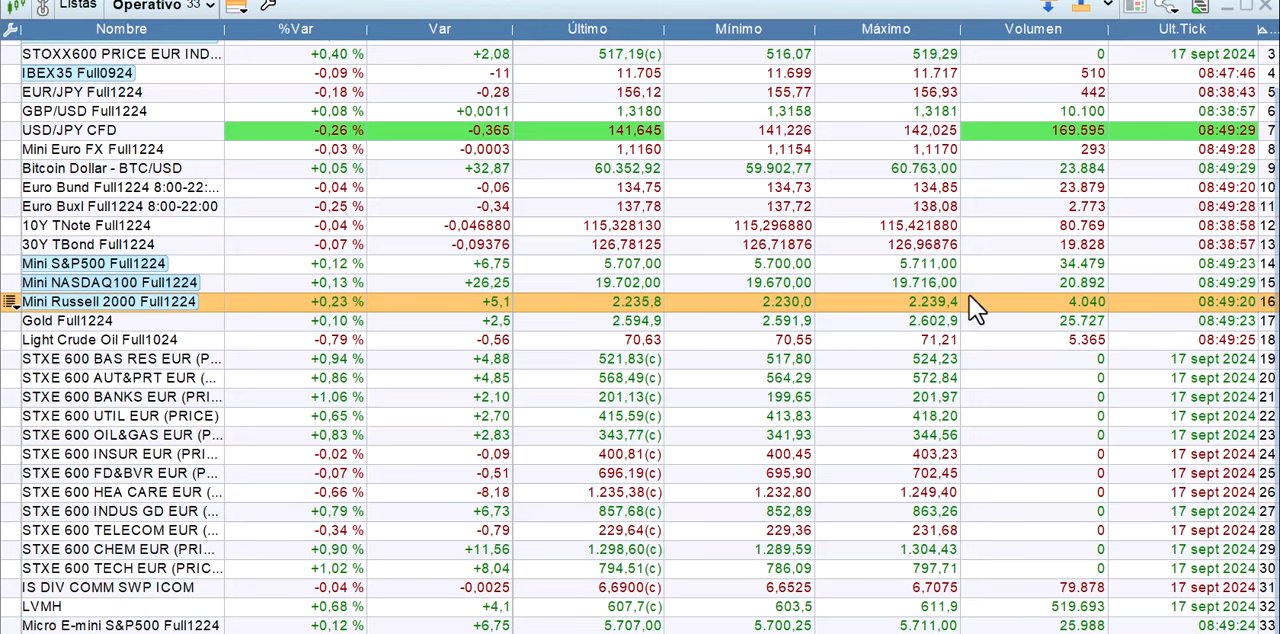 Listas Operativo 33
Nombre %Var Var Último Mínimo Máximo Volumen Ult.Tick ...
STOXX600 PRICE EUR IND... +0,40 % +2,08 517,19(c) 516,07 519,29 0 17 sept 2024 3
IBEX35 Full0924 -0,09 % -11 11.705 11.699 11.717 510 08:47:46 4
EUR/JPY Full1224 -0,18 % -0,28 156,12 155,77 156,93 442 08:38:43 5
GBP/USD Full1224 +0,08 % +0,0011 1,3180 1,3158 1,3181 10.100 08:38:57 6
USD/JPY CFD -0,26 % -0,365 141,645 141,226 142,025 169.595 08:49:29 7
Mini Euro FX Full1224 -0,03 % -0,0003 1,1160 1,1154 1,1170 293 08:49:28 8
Bitcoin Dollar - BTC/USD +0,05 % +32,87 60.352,92 59.902,77 60.763,00 23.884 08:49:29 9
Euro Bund Full1224 8:00-22:... -0,04 % -0,06 134,75 134,73 134,85 23.879 08:49:20 10
Euro Buxl Full1224 8:00-22:00 -0,25 % -0,34 137,78 137,72 138,08 2.773 08:49:28 11
10Y TNote Full1224 -0,04 % -0,046880 115,328130 115,296880 115,421880 80.769 08:38:58 12
30Y TBond Full1224 -0,07 % -0,09376 126,78125 126,71876 126,96876 19.828 08:38:57 13
Mini S&P500 Full1224 +0,12 % +6,75 5.707,00 5.700,00 5.711,00 34.479 08:49:23 14
Mini NASDAQ100 Full1224 +0,13 % +26,25 19.702,00 19.670,00 19.716,00 20.892 08:49:29 15
Mini Russell 2000 Full1224 +0,23 % +5,1 2.235,8 2.230,0 2.239,4 4.040 08:49:20 16
Gold Full1224 +0,10 % +2,5 2.594,9 2.591,9 2.602,9 25.727 08:49:23 17
Light Crude Oil Full1024 -0,79 % -0,56 70,63 70,55 71,21 5.365 08:49:25 18
STXE 600 BAS RES EUR (P... +0,94 % +4,88 521,83(c) 517,80 524,23 0 17 sept 2024 19
STXE 600 AUT&PRT EUR (... +0,86 % +4,85 568,49(c) 564,29 572,84 0 17 sept 2024 20
STXE 600 BANKS EUR (PRI... +1,06 % +2,10 201,13(c) 199,65 201,97 0 17 sept 2024 21
STXE 600 UTIL EUR (PRICE) +0,65 % +2,70 415,59(c) 413,83 418,20 0 17 sept 2024 22
STXE 600 OIL&GAS EUR (P... +0,83 % +2,83 343,77(c) 341,93 344,56 0 17 sept 2024 23
STXE 600 INSUR EUR (PRI... -0,02 % -0,09 400,81(c) 400,45 403,23 0 17 sept 2024 24
STXE 600 FD&BVR EUR (P... -0,07 % -0,51 696,19(c) 695,90 702,45 0 17 sept 2024 25
STXE 600 HEA CARE EUR (... -0,66 % -8,18 1.235,38(c) 1.232,80 1.249,40 0 17 sept 2024 26
STXE 600 INDUS GD EUR (... +0,79 % +6,73 857,68(c) 852,89 863,26 0 17 sept 2024 27
STXE 600 TELECOM EUR (... -0,34 % -0,79 229,64(c) 229,36 231,68 0 17 sept 2024 28
STXE 600 CHEM EUR (PRI... +0,90 % +11,56 1.298,60(c) 1.289,59 1.304,43 0 17 sept 2024 29
STXE 600 TECH EUR (PRIC... +1,02 % +8,04 794,51(c) 786,09 797,71 0 17 sept 2024 30
IS DIV COMM SWP ICOM -0,04 % -0,0025 6,6900(c) 6,6525 6,7075 79.878 17 sept 2024 31
LVMH +0,68 % +4,1 607,7(c) 603,5 611,9 519.693 17 sept 2024 32
Micro E-mini S&P500 Full1224 +0,12 % +6,75 5.707,00 5.700,25 5.711,00 25.988 08:49:24 33